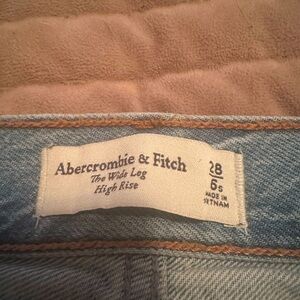 Abercrombie & Fitch
The Wide Leg
High Rise
28
6s
MADE IN
VIETNAM